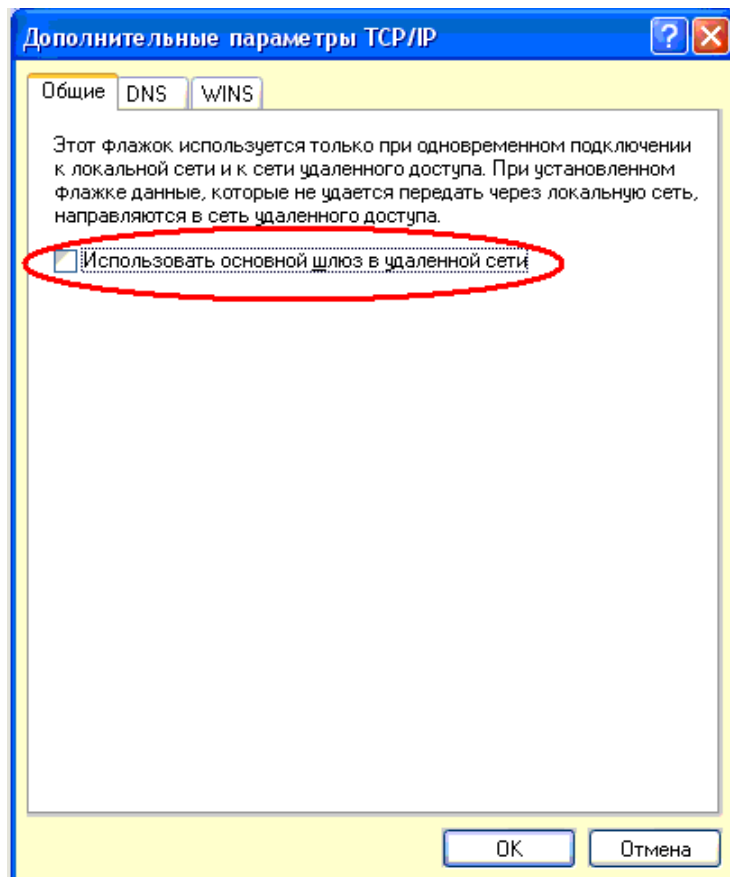 Дополнительные параметры TCP/IP
Общие DNS WINS
Этот флажок используется только при одновременном подключении
к локальной сети и к сети удаленного доступа. При установленном
флажке данные, которые не удается передать через локальную сеть,
направляются в сеть удаленного доступа.
Использовать основной шлюз в удаленной сети
OK Отмена